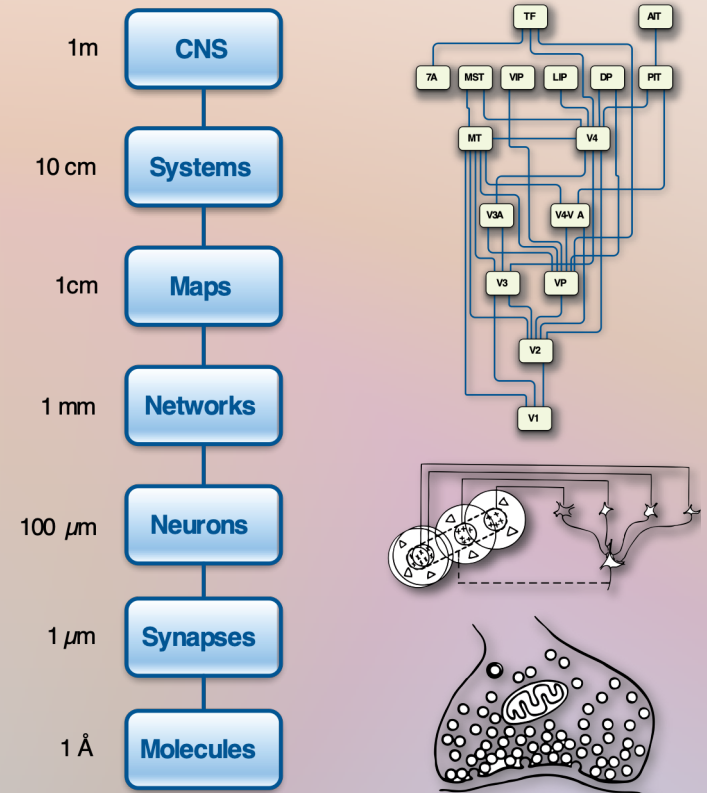 1m
CNS
10 cm
Systems
1cm
Maps
1 mm
Networks
100 µm
Neurons
1 µm
Synapses
1 Å
Molecules
TF
AIT
7A
MST
VIP
LIP
DP
PIT
MT
V4
V3A
V4-V A
V3
VP
V2
V1